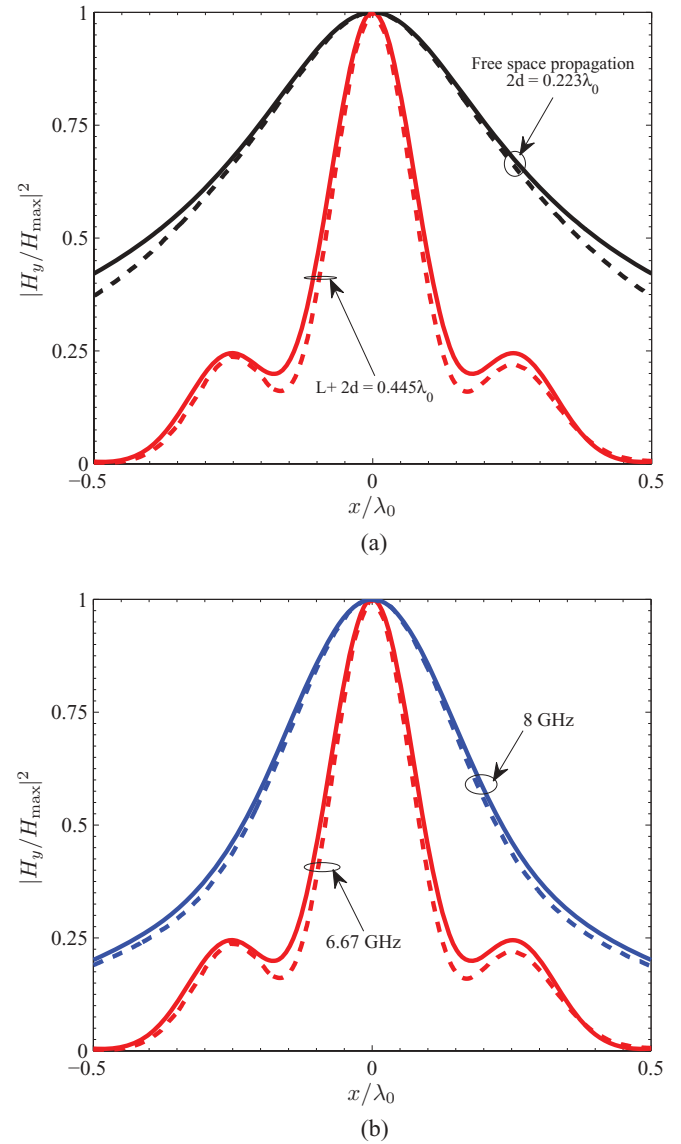 1
0.75
0.5
0.25
0
|H_y/H_max|^2
Free space propagation
2d = 0.223λ_0
L+ 2d = 0.445λ_0
−0.5
0
0.5
x/λ_0
(a)
1
0.75
0.5
0.25
0
|H_y/H_max|^2
8 GHz
6.67 GHz
−0.5
0
0.5
x/λ_0
(b)